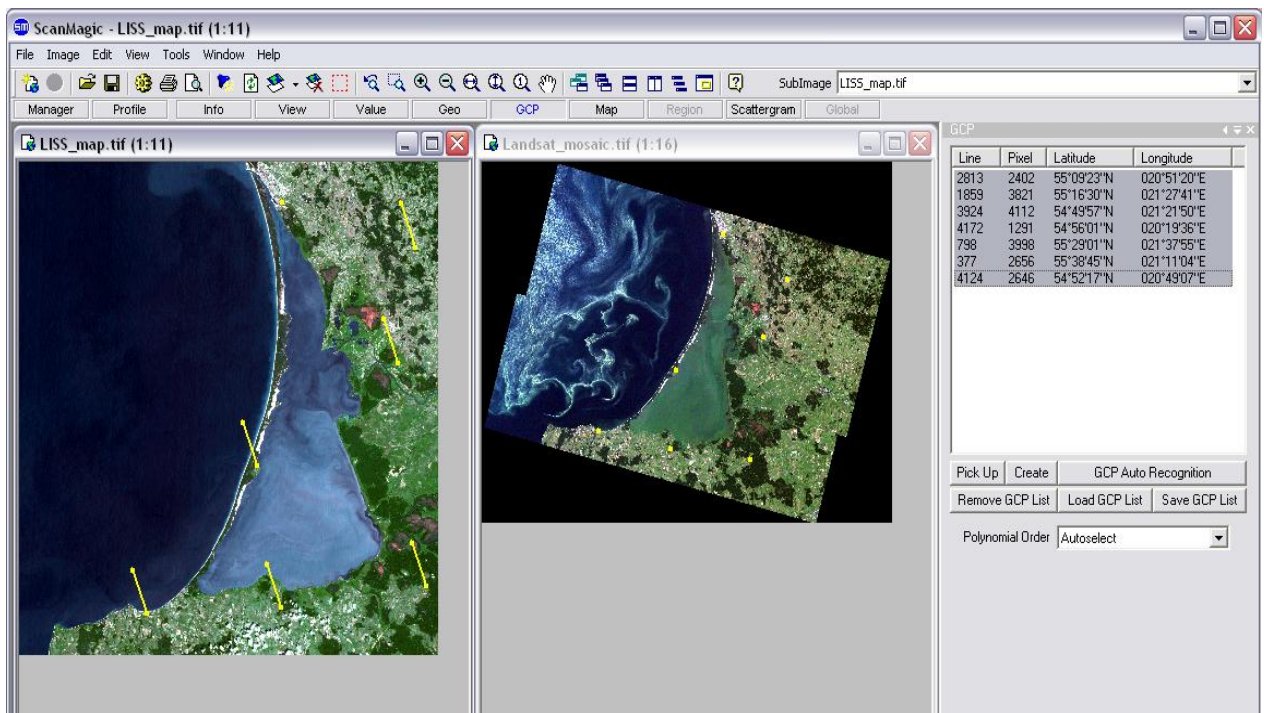 ScanMagic - LISS_map.tif (1:11)
File Image Edit View Tools Window Help
SubImage LISS_map.tif
Manager Profile Info View Value Geo GCP Map Region Scattergram Global
LISS_map.tif (1:11)
Landsat_mosaic.tif (1:16)
GCP
Line Pixel Latitude Longitude
2813 2402 55°09'23"N 020°51'20"E
1859 3821 55°16'30"N 021°27'41"E
3924 4112 54°49'57"N 021°21'50"E
4172 1291 54°56'01"N 020°19'36"E
798 3998 55°29'01"N 021°37'55"E
377 2656 55°38'45"N 021°11'04"E
4124 2646 54°52'17"N 020°49'07"E
Pick Up Create GCP Auto Recognition
Remove GCP List Load GCP List Save GCP List
Polynomial Order Autoselect